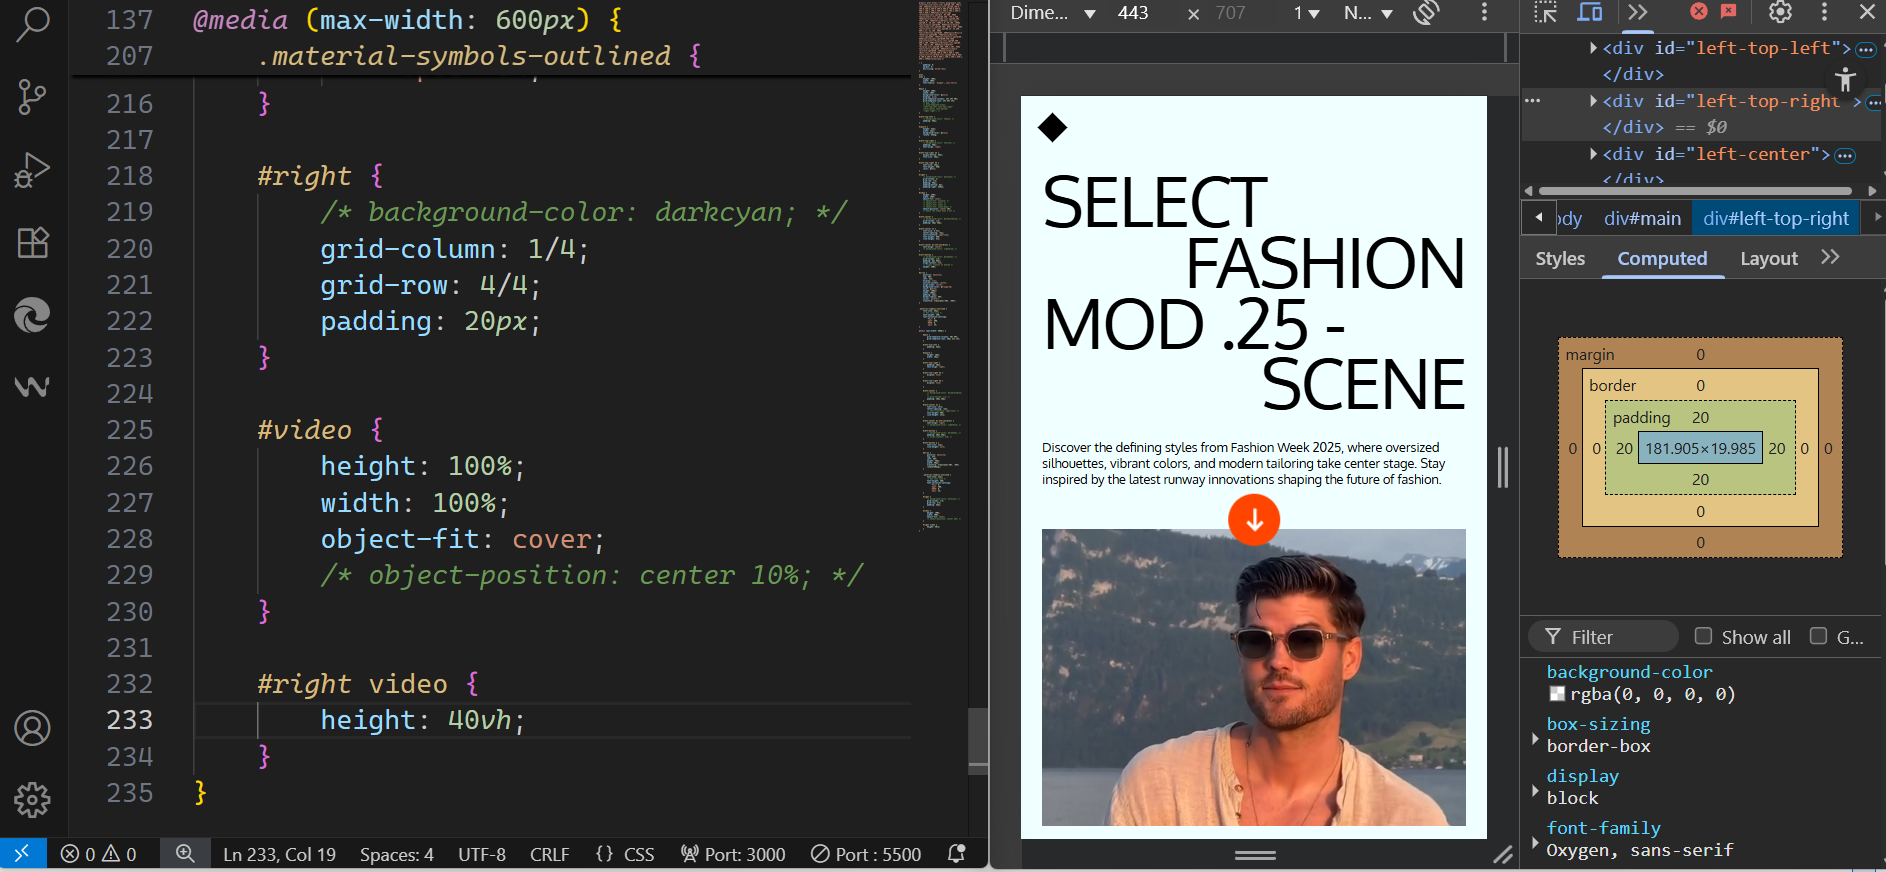 137 @media (max-width: 600px) {
207 .material-symbols-outlined {
216 }
217
218 #right {
219 /* background-color: darkcyan; */
220 grid-column: 1/4;
221 grid-row: 4/4;
222 padding: 20px;
223 }
224
225 #video {
226 height: 100%;
227 width: 100%;
228 object-fit: cover;
229 /* object-position: center 10%; */
230 }
231
232 #right video {
233 height: 40vh;
234 }
235 }
0 0 Ln 233, Col 19 Spaces: 4 UTF-8 CRLF {} CSS Port: 3000 Port : 5500
Dime... 443 × 707 1 N...
SELECT
FASHION
MOD .25 -
SCENE
Discover the defining styles from Fashion Week 2025, where oversized
silhouettes, vibrant colors, and modern tailoring take center stage. Stay
inspired by the latest runway innovations shaping the future of fashion.
<div id="left-top-left">
</div>
<div id="left-top-right">
</div> == $0
<div id="left-center">
</div>
ody div#main div#left-top-right
Styles Computed Layout
margin 0
border 0
padding 20
0 0 20 181.905×19.985 20 0 0
20
0
0
Filter Show all G...
background-color
rgba(0, 0, 0, 0)
box-sizing
border-box
display
block
font-family
Oxygen, sans-serif